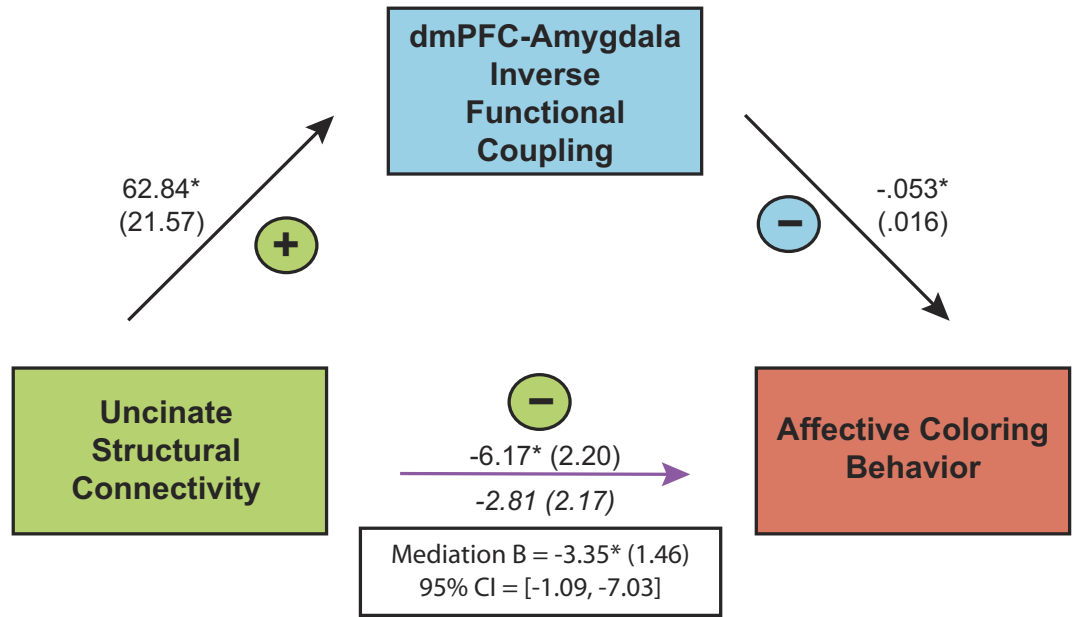 dmPFC-Amygdala
Inverse
Functional
Coupling
62.84*
(21.57)
+
−
-.053*
(.016)
Uncinate
Structural
Connectivity
−
-6.17* (2.20)
-2.81 (2.17)
Affective Coloring
Behavior
Mediation B = -3.35* (1.46)
95% CI = [-1.09, -7.03]